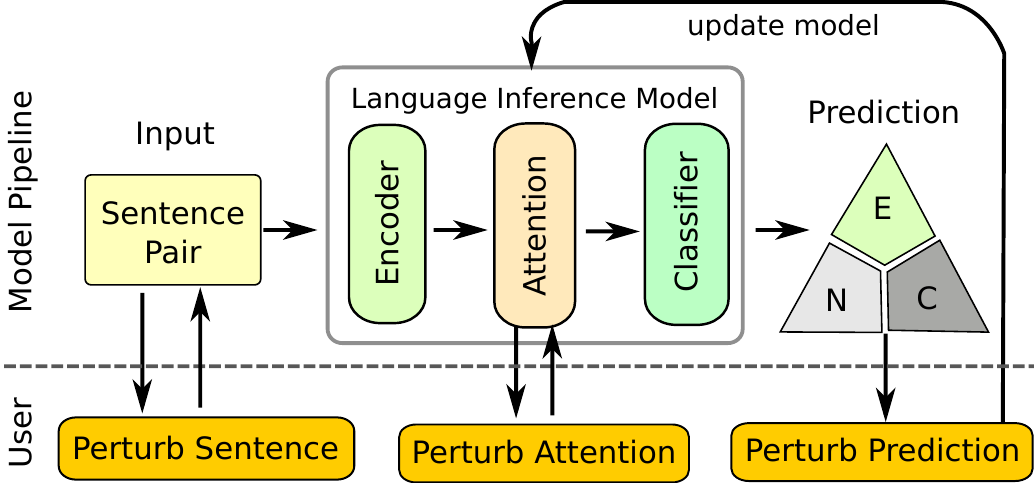 update model
Language Inference Model
Prediction
Input
Model Pipeline
Sentence
Pair
Encoder
Attention
Classifier
E
N
C
User
Perturb Sentence
Perturb Attention
Perturb Prediction